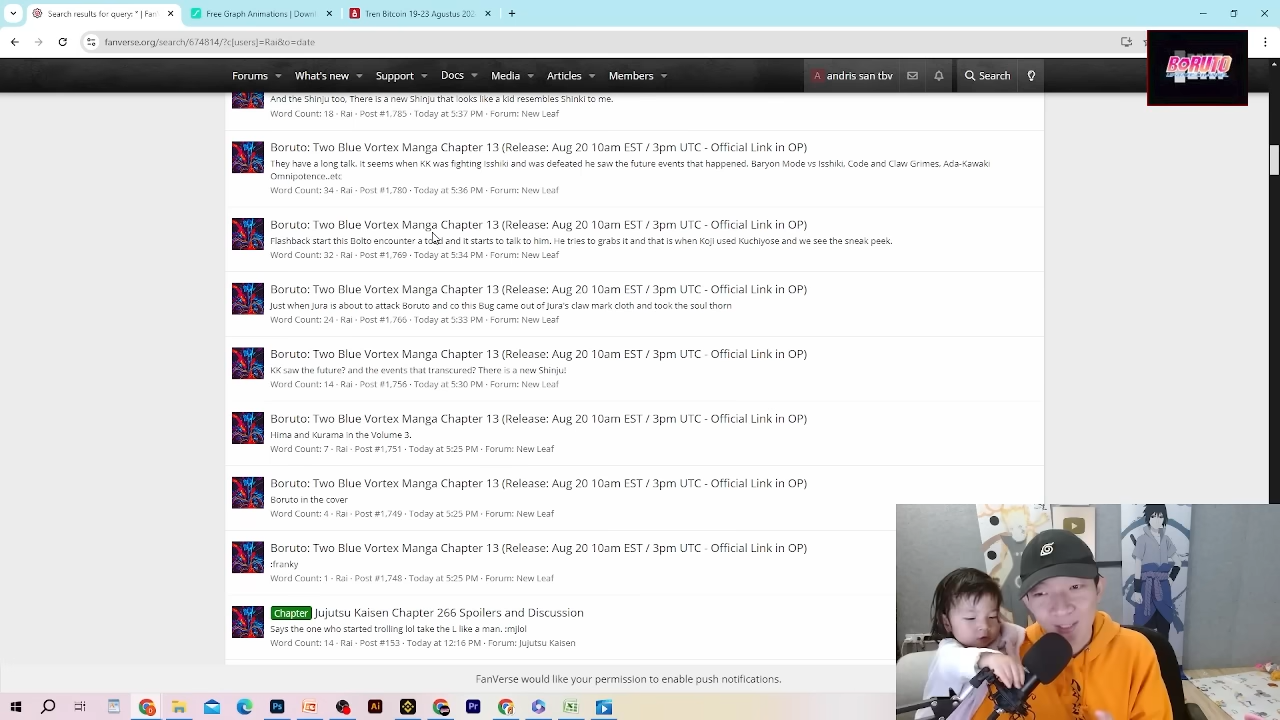 Search results for query: * | Fan
Teorin 19-23 Agustus 202
fanverse.org/search/674814/?c[users]=Rai&o=date
Forums What's new Support Docs Articles Members andris san tbv Search
BORUTO
And the Shinju too, There is a new Shinju that looks like a kid resembles Shinki to me.
Word Count: 18 · Rai · Post #1,785 · Today at 5:37 PM · Forum: New Leaf
Boruto: Two Blue Vortex Manga Chapter 13 (Release: Aug 20 10am EST / 3pm UTC - Official Link in OP)
They have a long talk. It seems when KK was fighting Isshiki and was defeated he saw the future events that happened. Baryon Mode vs Isshiki, Code and Claw Grimes, Ada-Kawaki
Omnipotence..etc
Word Count: 34 · Rai · Post #1,780 · Today at 5:36 PM · Forum: New Leaf
Boruto: Two Blue Vortex Manga Chapter 13 (Release: Aug 20 10am EST / 3pm UTC - Official Link in OP)
Flashback start this Bolto encounter a and it starts to talk to him. He tries to grabs it and that is when Koji used Kuchiyose and we see the sneak peek.
Word Count: 32 · Rai · Post #1,769 · Today at 5:34 PM · Forum: New Leaf
Boruto: Two Blue Vortex Manga Chapter 13 (Release: Aug 20 10am EST / 3pm UTC - Official Link in OP)
Just when Jura is about to attack Boruto and co this Bug came out of Jura's claw mark cloth and took the soul thorn
Word Count: 24 · Rai · Post #1,766 · Today at 5:33 PM · Forum: New Leaf
Boruto: Two Blue Vortex Manga Chapter 13 (Release: Aug 20 10am EST / 3pm UTC - Official Link in OP)
KK saw the future? and the events that transcured? There is a new Shinju!
Word Count: 14 · Rai · Post #1,756 · Today at 5:30 PM · Forum: New Leaf
Boruto: Two Blue Vortex Manga Chapter 13 (Release: Aug 20 10am EST / 3pm UTC - Official Link in OP)
Hima and Kurama in the Volume 3.
Word Count: 7 · Rai · Post #1,751 · Today at 5:25 PM · Forum: New Leaf
Boruto: Two Blue Vortex Manga Chapter 13 (Release: Aug 20 10am EST / 3pm UTC - Official Link in OP)
Boruto in the cover
Word Count: 4 · Rai · Post #1,749 · Today at 5:25 PM · Forum: New Leaf
Boruto: Two Blue Vortex Manga Chapter 13 (Release: Aug 20 10am EST / 3pm UTC - Official Link in OP)
:franky
Word Count: 1 · Rai · Post #1,748 · Today at 5:25 PM · Forum: New Leaf
Chapter Jujutsu Kaisen Chapter 266 Spoilers and Discussion
Says the one who started trolling lol take the L like a man. :mjlol
Word Count: 14 · Rai · Post #153 · Today at 12:16 PM · Forum: Jujutsu Kaisen
FanVerse would like your permission to enable push notifications.